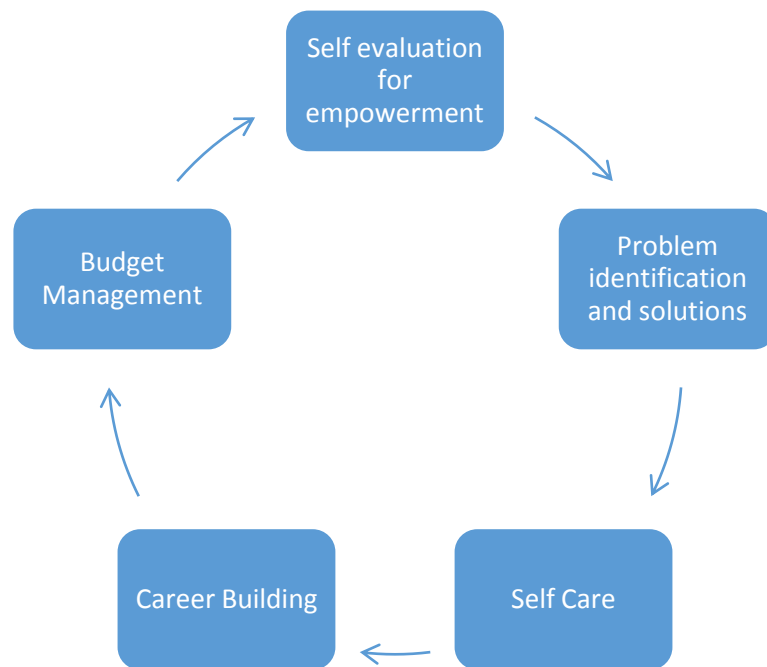 Self evaluation
for
empowerment
Problem
identification
and solutions
Self Care
Career Building
Budget
Management